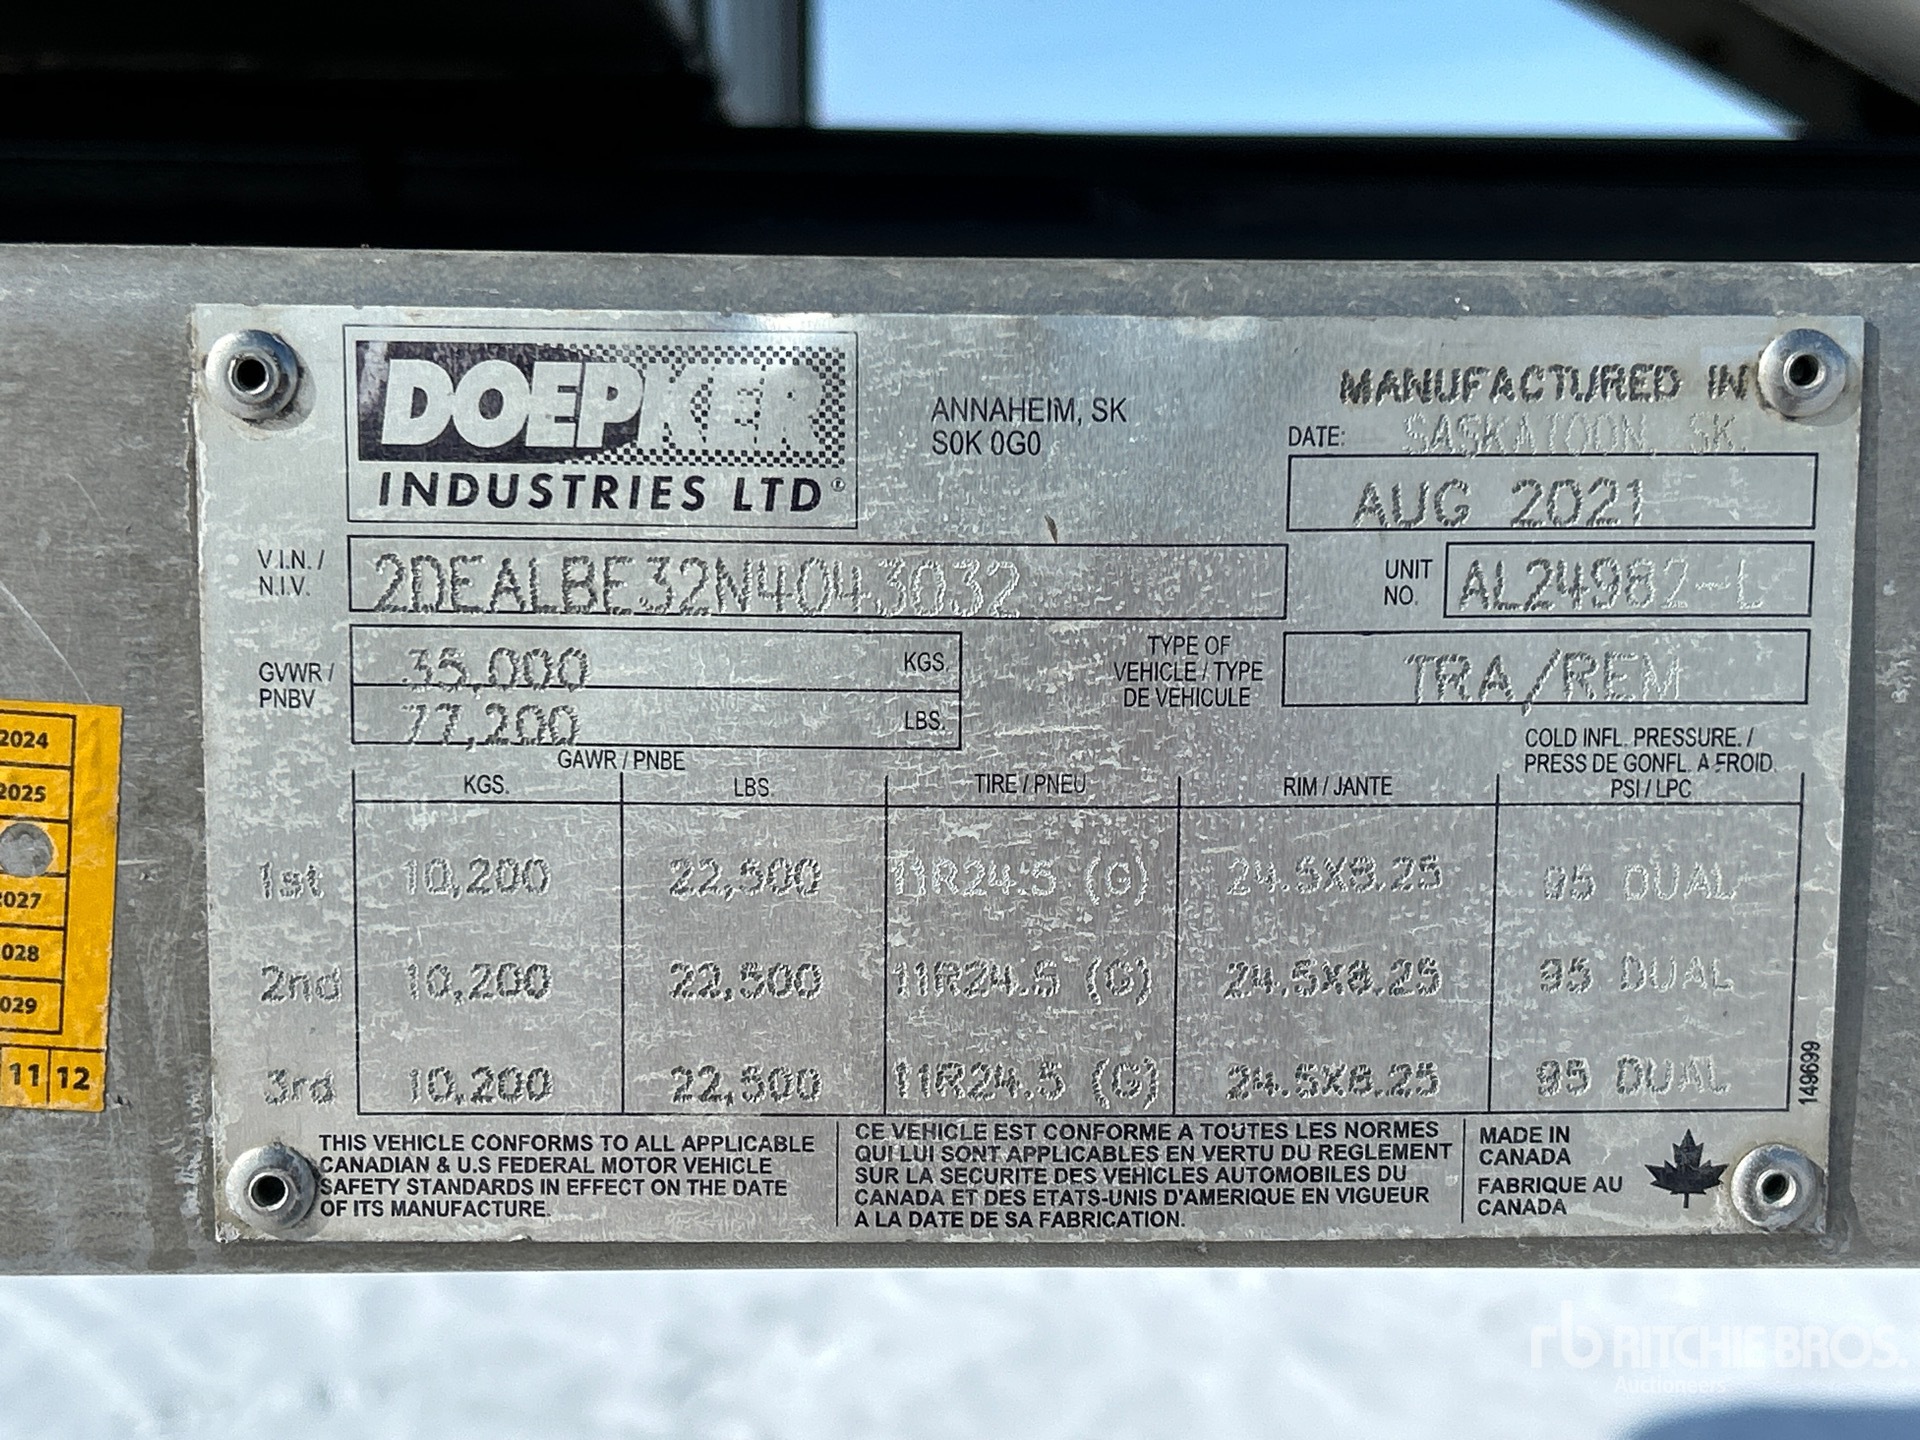 DOEPKER
INDUSTRIES LTD®
ANNAHEIM, SK
S0K 0G0
MANUFACTURED IN
SASKATOON, SK.
DATE:
AUG 2021
V.I.N. /
N.I.V.
2DEALBE32N4043032
UNIT
NO.
AL24982-L
GVWR /
PNBV
35,000 KGS.
77,200 LBS.
TYPE OF
VEHICLE / TYPE
DE VEHICULE
TRA/REM
GAWR / PNBE
COLD INFL. PRESSURE. /
PRESS DE GONFL. A FROID.
KGS. LBS. TIRE / PNEU RIM / JANTE PSI / LPC
1st 10,200 22,500 11R24.5 (G) 24.5X8.25 95 DUAL
2nd 10,200 22,500 11R24.5 (G) 24.5X8.25 95 DUAL
3rd 10,200 22,500 11R24.5 (G) 24.5X8.25 95 DUAL
149699
THIS VEHICLE CONFORMS TO ALL APPLICABLE
CANADIAN & U.S FEDERAL MOTOR VEHICLE
SAFETY STANDARDS IN EFFECT ON THE DATE
OF ITS MANUFACTURE.
CE VEHICLE EST CONFORME A TOUTES LES NORMES
QUI LUI SONT APPLICABLES EN VERTU DU REGLEMENT
SUR LA SECURITE DES VEHICLES AUTOMOBILES DU
CANADA ET DES ETATS-UNIS D'AMERIQUE EN VIGUEUR
A LA DATE DE SA FABRICATION.
MADE IN
CANADA
FABRIQUE AU
CANADA
2024
2025
2027
028
029
11 12
rb RITCHIE BROS.
Auctioneers